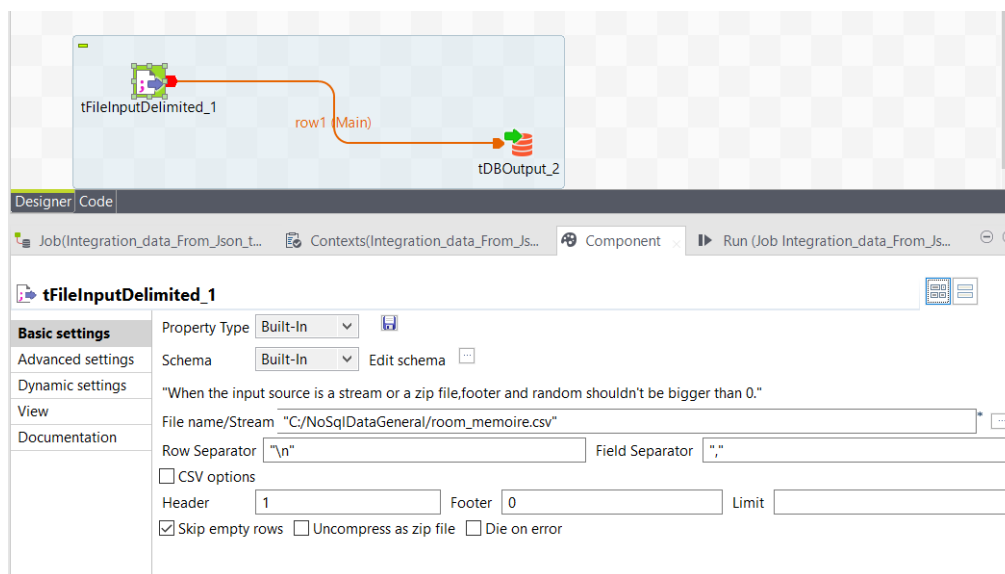 tFileInputDelimited_1
row1 (Main)
tDBOutput_2
Designer Code
Job(Integration_data_From_Json_t... Contexts(Integration_data_From_Js... Component Run (Job Integration_data_From_Js...
tFileInputDelimited_1
Basic settings
Advanced settings
Dynamic settings
View
Documentation
Property Type Built-In
Schema Built-In Edit schema ...
"When the input source is a stream or a zip file,footer and random shouldn't be bigger than 0."
File name/Stream "C:/NoSqlDataGeneral/room_memoire.csv" * ...
Row Separator "\n" Field Separator ","
CSV options
Header 1 Footer 0 Limit
Skip empty rows Uncompress as zip file Die on error